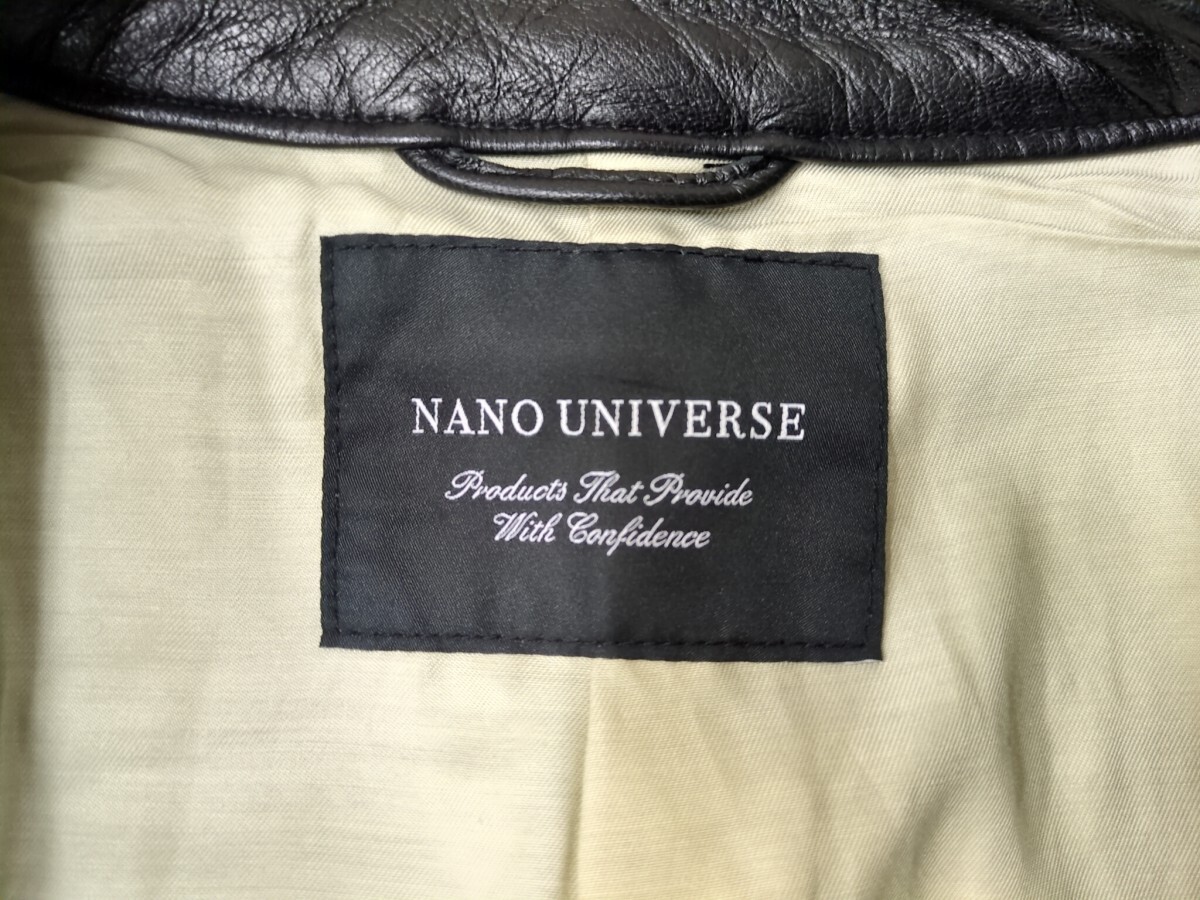 NANO UNIVERSE
Products That Provide
With Confidence